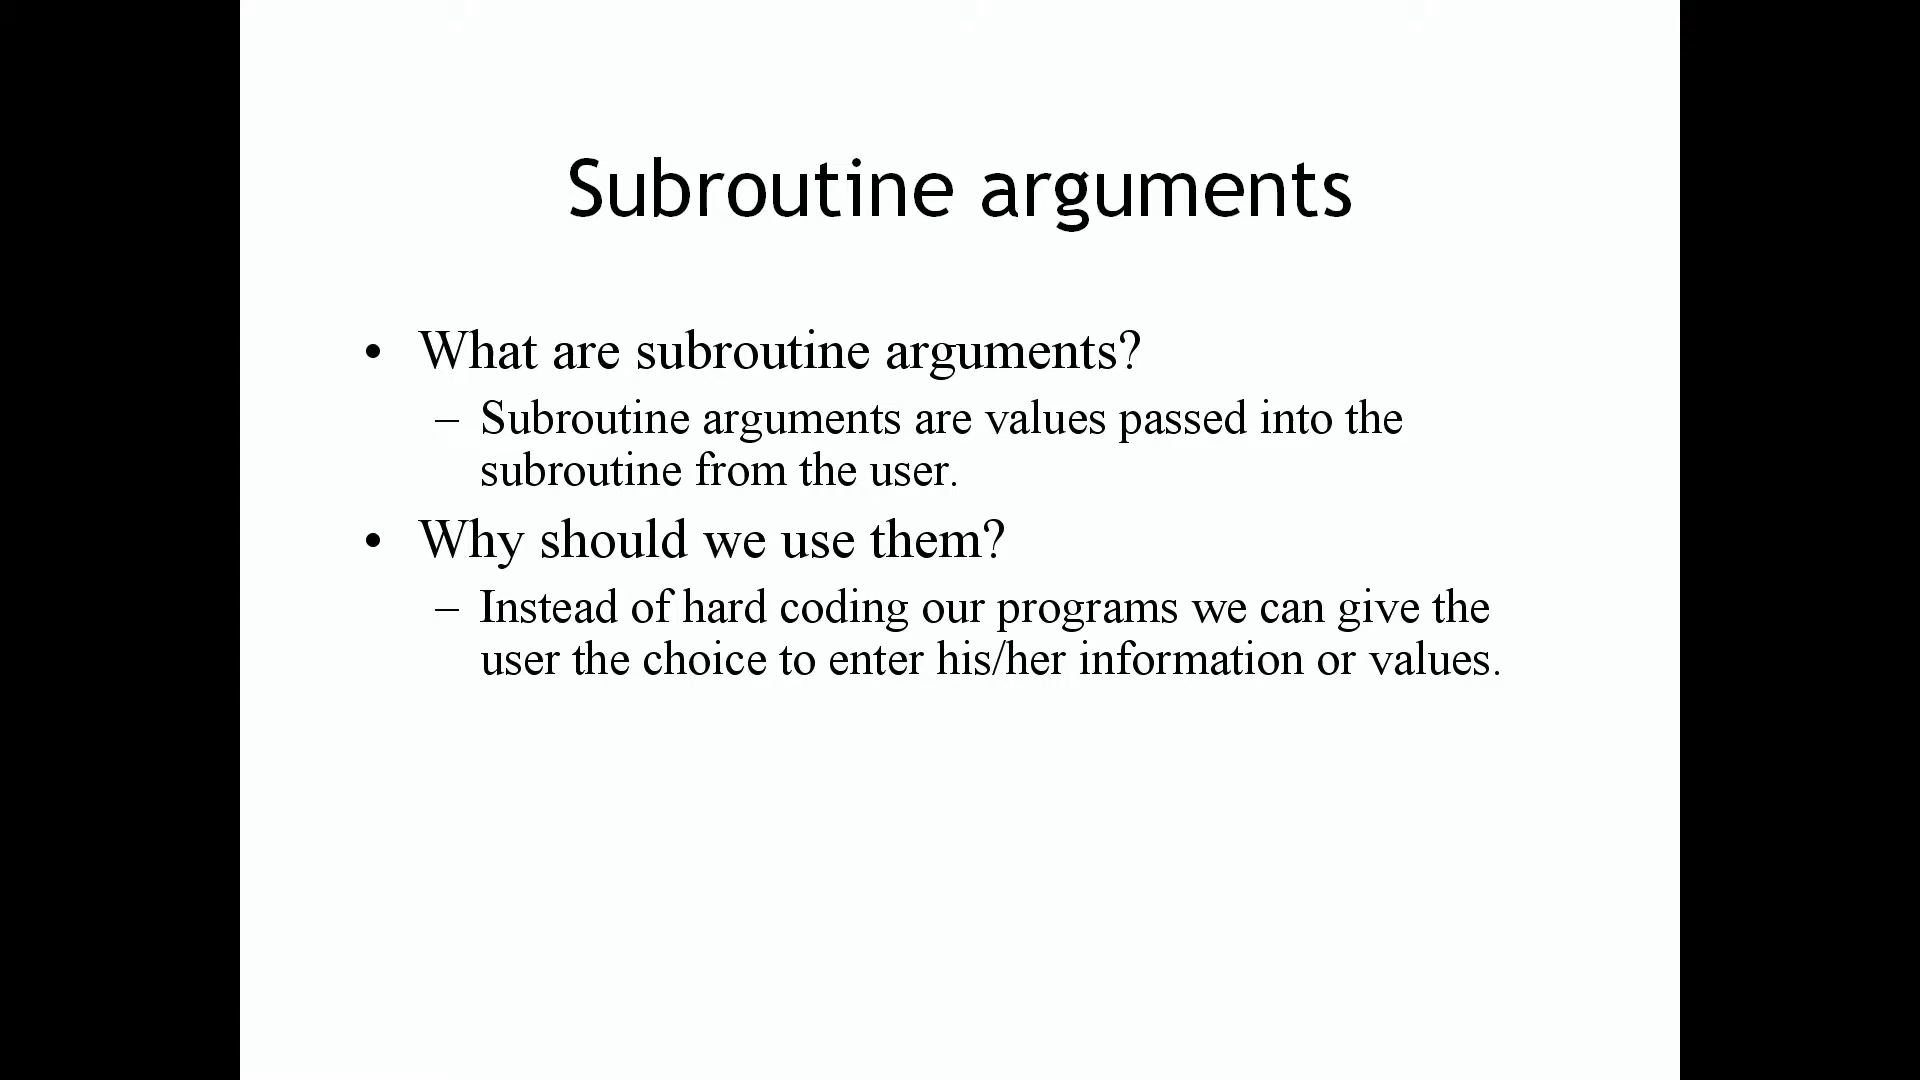 Subroutine arguments
• What are subroutine arguments?
– Subroutine arguments are values passed into the
subroutine from the user.
• Why should we use them?
– Instead of hard coding our programs we can give the
user the choice to enter his/her information or values.